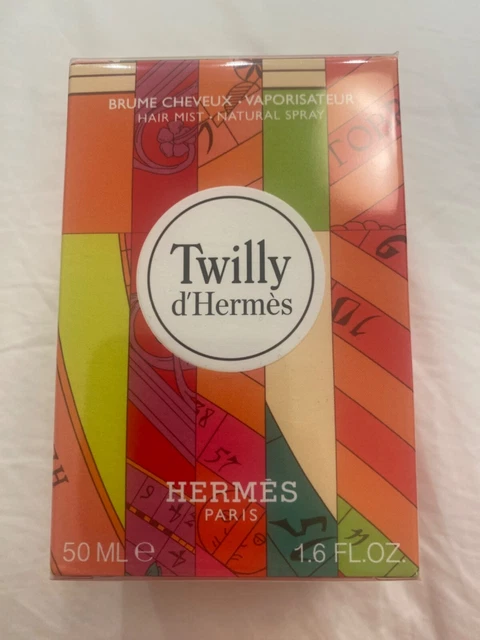 BRUME CHEVEUX · VAPORISATEUR
HAIR MIST · NATURAL SPRAY
Twilly
d'Hermès
HERMÈS
PARIS
50 ML ℮
1.6 FL.OZ.